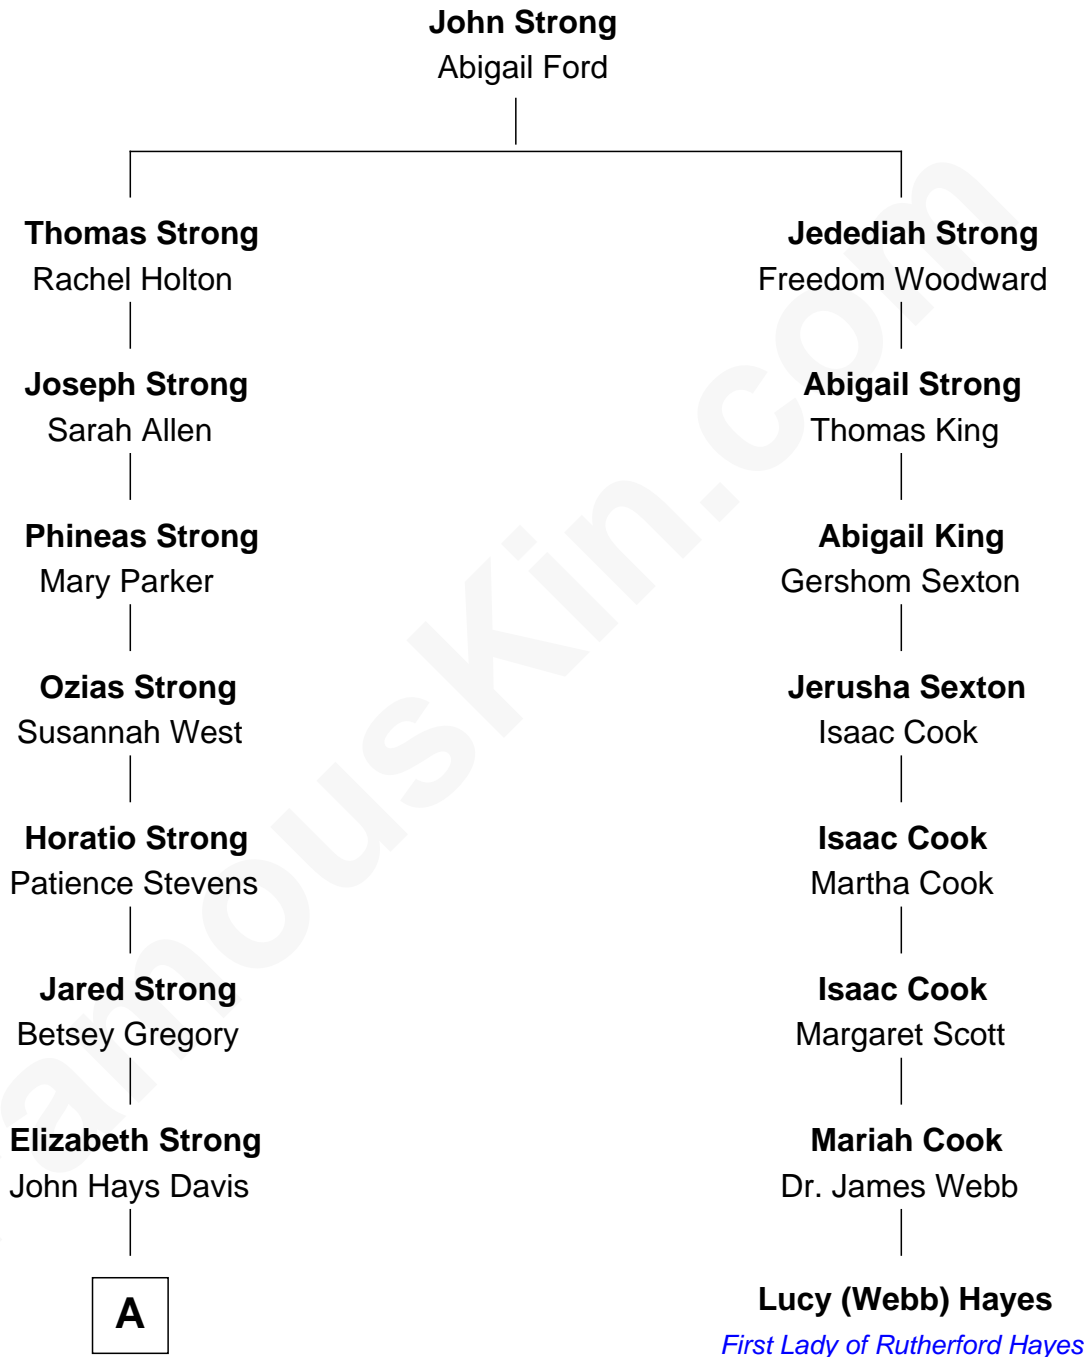 John Strong
Abigail Ford
Thomas Strong
Rachel Holton
Jedediah Strong
Freedom Woodward
Joseph Strong
Sarah Allen
Abigail Strong
Thomas King
Phineas Strong
Mary Parker
Abigail King
Gershom Sexton
Ozias Strong
Susannah West
Jerusha Sexton
Isaac Cook
Horatio Strong
Patience Stevens
Isaac Cook
Martha Cook
Jared Strong
Betsey Gregory
Isaac Cook
Margaret Scott
Elizabeth Strong
John Hays Davis
Mariah Cook
Dr. James Webb
A
Lucy (Webb) Hayes
First Lady of Rutherford Hayes
amouskin.com